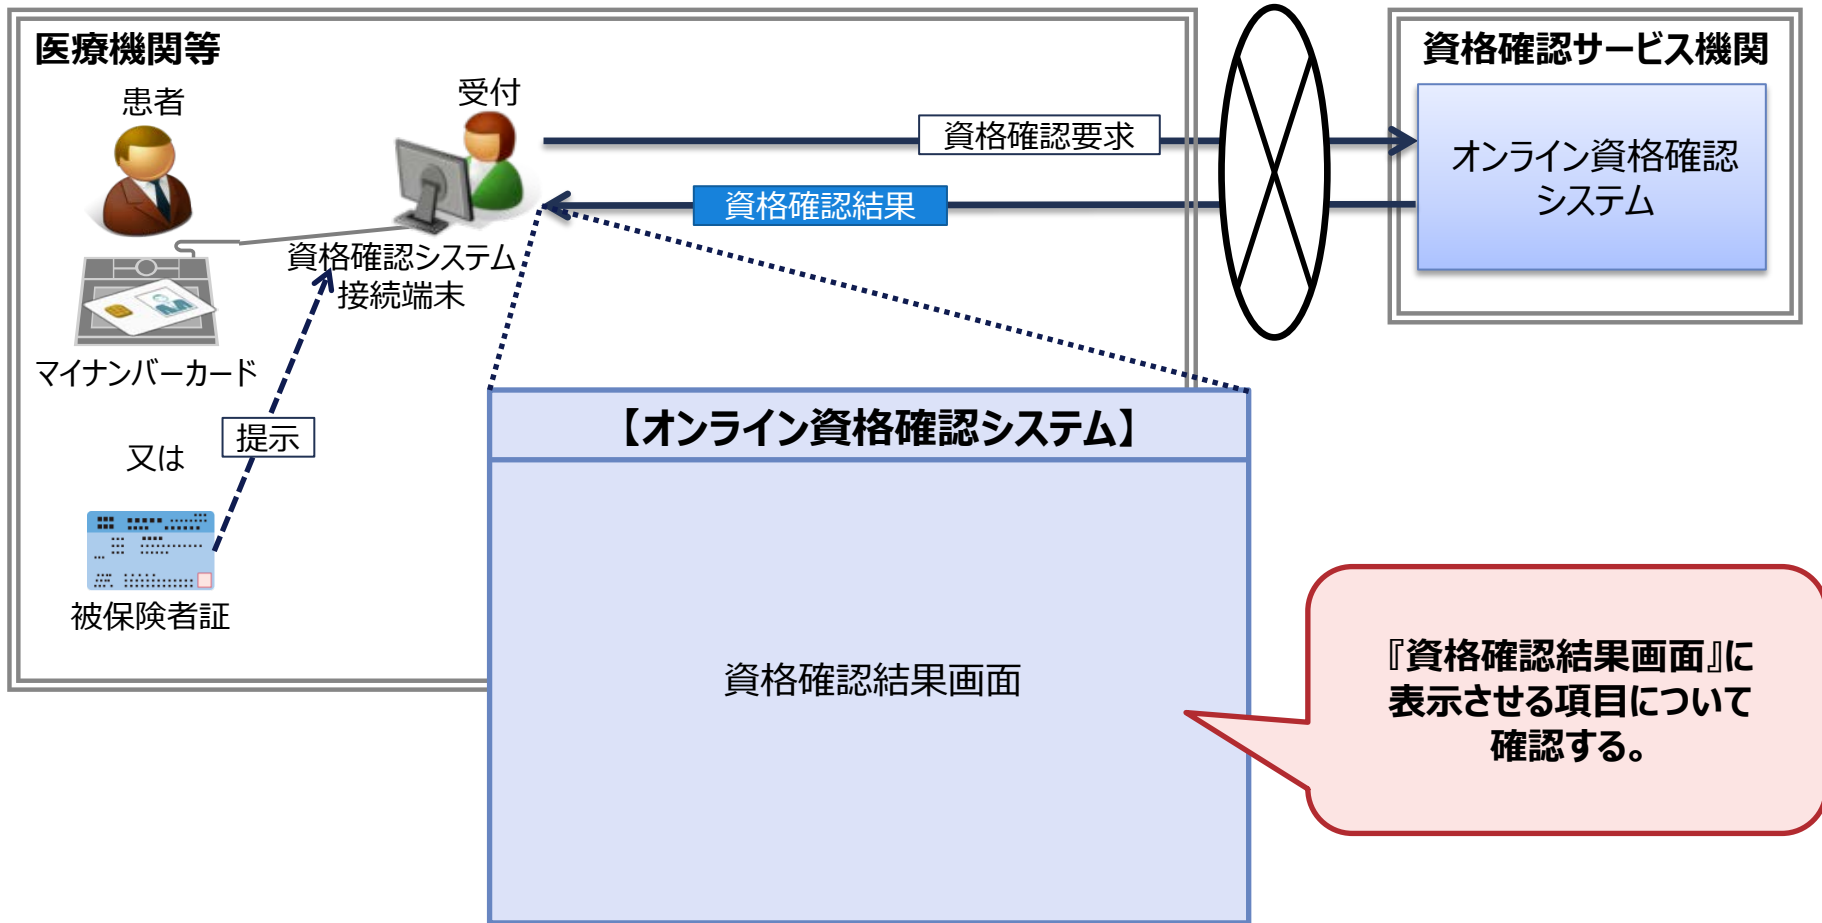 医療機関等
患者
受付
資格確認システム
接続端末
マイナンバーカード
又は
提示
被保険者証
資格確認要求
資格確認結果
資格確認サービス機関
オンライン資格確認
システム
【オンライン資格確認システム】
資格確認結果画面
『資格確認結果画面』に
表示させる項目について
確認する。